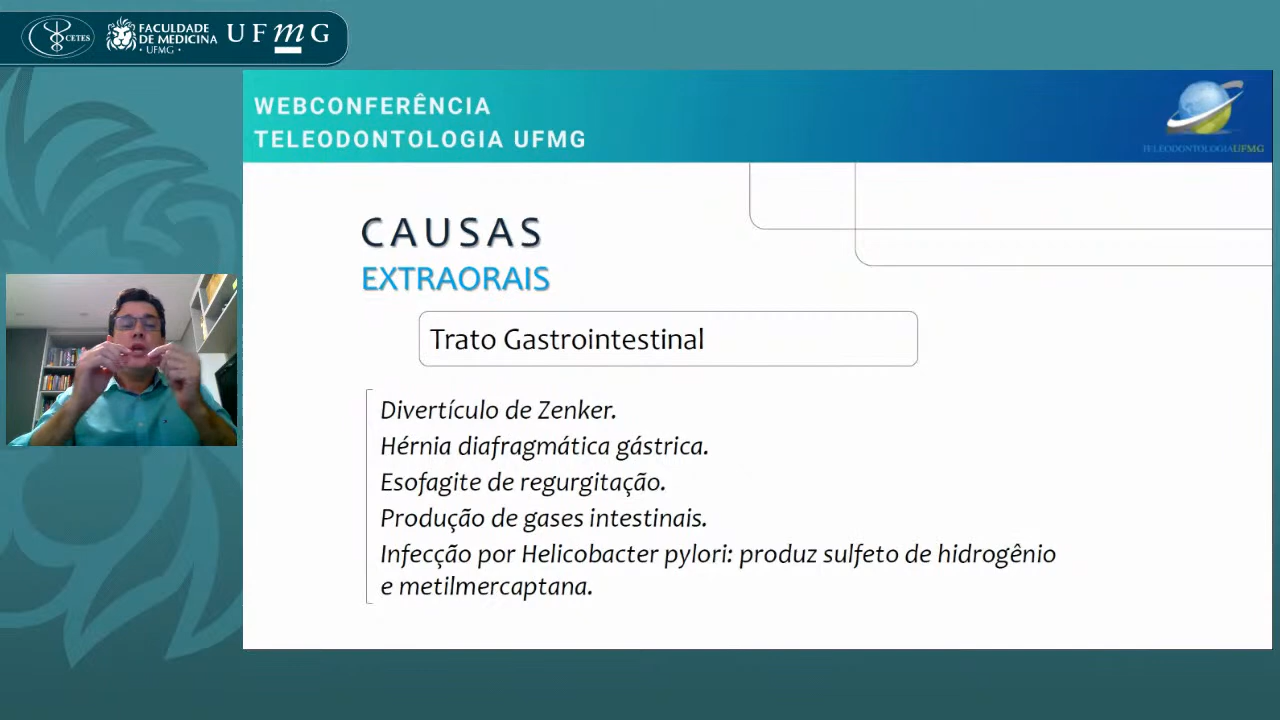 CETES
FACULDADE
DE MEDICINA
• UFMG •
UFmG
WEBCONFERÊNCIA
TELEODONTOLOGIA UFMG
TELEODONTOLOGIAUFMG
CAUSAS
EXTRAORAIS
Trato Gastrointestinal
Divertículo de Zenker.
Hérnia diafragmática gástrica.
Esofagite de regurgitação.
Produção de gases intestinais.
Infecção por Helicobacter pylori: produz sulfeto de hidrogênio
e metilmercaptana.